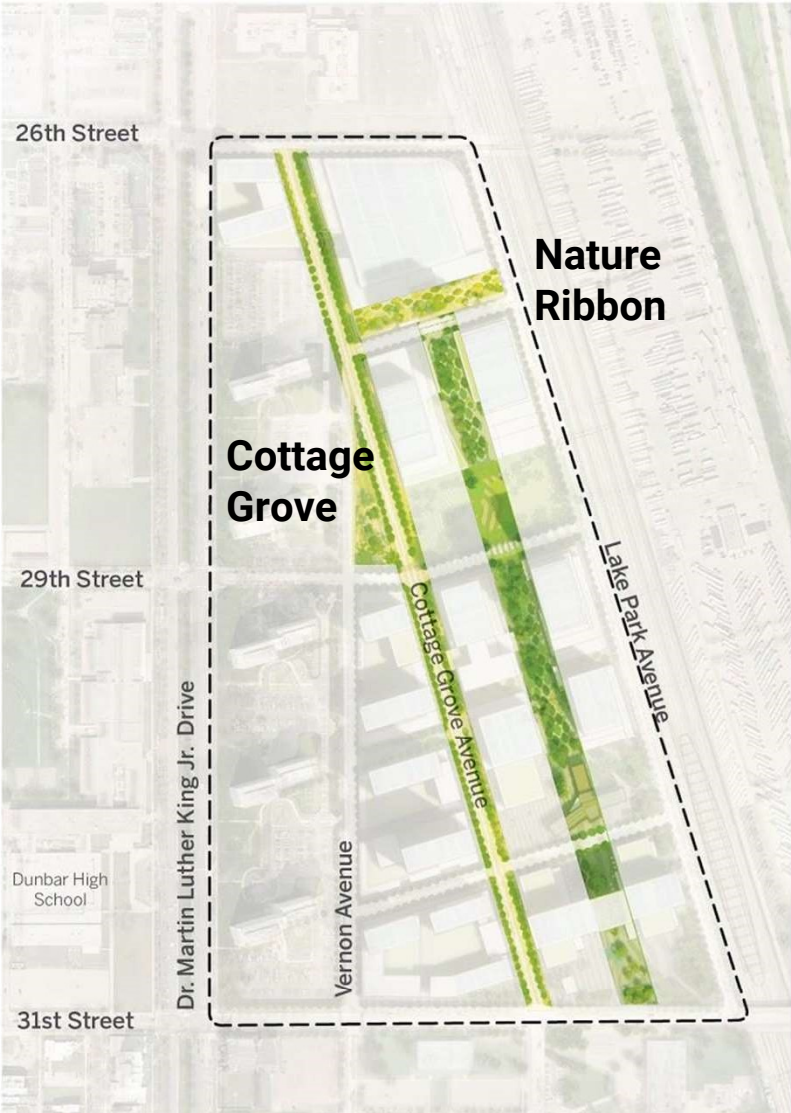 26th Street
Nature
Ribbon
Cottage
Grove
29th Street
Lake Park Avenue
Cottage Grove Avenue
Dr. Martin Luther King Jr. Drive
Vernon Avenue
Dunbar High
School
31st Street